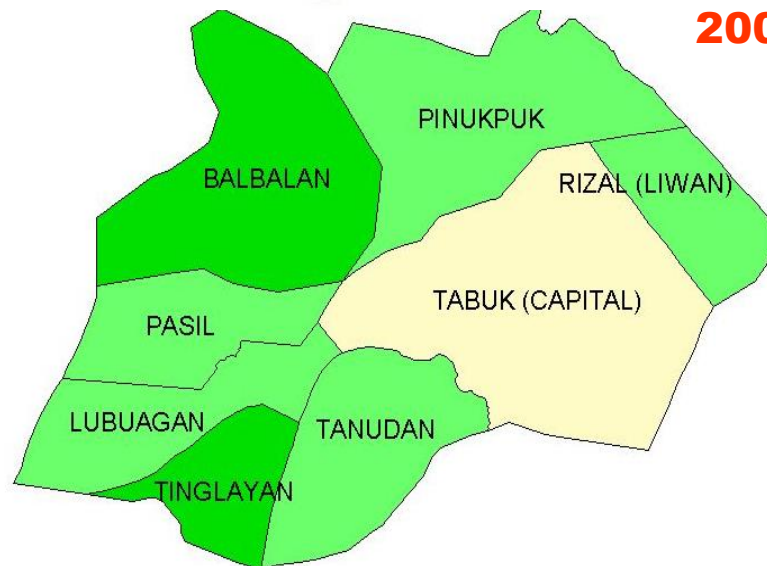 200
PINUKPUK
BALBALAN
RIZAL (LIWAN)
TABUK (CAPITAL)
PASIL
LUBUAGAN
TANUDAN
TINGLAYAN